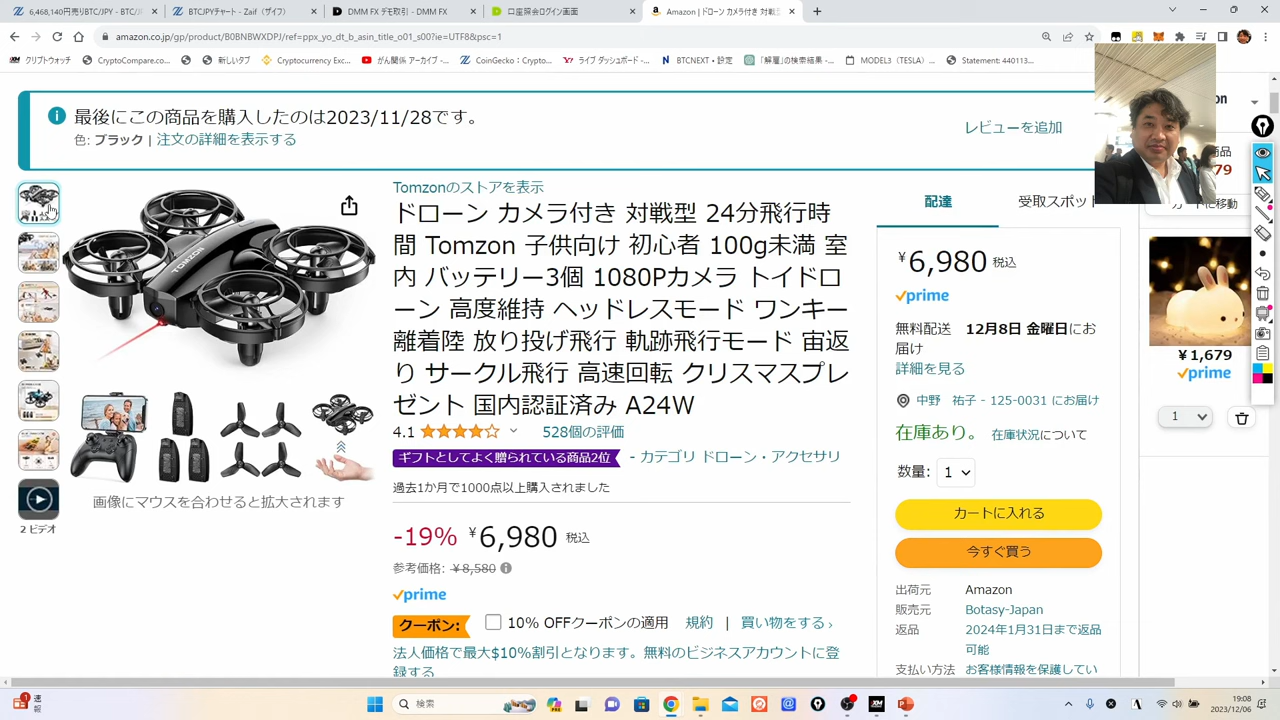 6,468,140円売り BTC/JPY - BTC/
BTCJPYチャート - Zaif（ザイフ）
DMM FX デモ取引 - DMM FX
口座照会ログイン画面
Amazon | ドローン カメラ付き 対戦型
amazon.co.jp/gp/product/B0BNBWXDPJ/ref=ppx_yo_dt_b_asin_title_o01_s00?ie=UTF8&psc=1
クリプトウォッチ
CryptoCompare.co...
新しいタブ
Cryptocurrency Exc...
がん関係 アーカイブ -...
CoinGecko：Crypto...
ライブ ダッシュボード -...
BTCNEXT • 設定
「解雇」の検索結果 -...
MODEL3（TESLA）...
Statement: 440113...
最後にこの商品を購入したのは2023/11/28です。
色: ブラック | 注文の詳細を表示する
レビューを追加
TOMZON
画像にマウスを合わせると拡大されます
2 ビデオ
Tomzonのストアを表示
ドローン カメラ付き 対戦型 24分飛行時
間 Tomzon 子供向け 初心者 100g未満 室
内 バッテリー3個 1080Pカメラ トイドロ
ーン 高度維持 ヘッドレスモード ワンキー
離着陸 放り投げ飛行 軌跡飛行モード 宙返
り サークル飛行 高速回転 クリスマスプレ
ゼント 国内認証済み A24W
4.1 528個の評価
ギフトとしてよく贈られている商品2位 - カテゴリ ドローン・アクセサリ
過去1か月で1000点以上購入されました
-19% ¥6,980 税込
参考価格: ¥8,580
prime
クーポン: 10% OFFクーポンの適用 規約 | 買い物をする ›
法人価格で最大$10%割引となります。無料のビジネスアカウントに登
録する
配達
受取スポット
¥6,980 税込
prime
無料配送 12月8日 金曜日にお
届け
詳細を見る
中野 祐子 - 125-0031 にお届け
在庫あり。 在庫状況について
数量: 1
カートに入れる
今すぐ買う
出荷元 Amazon
販売元 Botasy-Japan
返品 2024年1月31日まで返品
可能
支払い方法 お客様情報を保護してい
カートに移動
¥1,679
prime
1
検索
19:08
2023/12/06